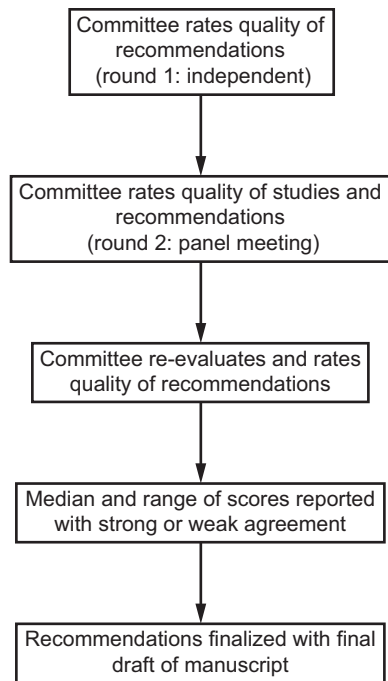 Committee rates quality of
recommendations
(round 1: independent)
Committee rates quality of studies and
recommendations
(round 2: panel meeting)
Committee re-evaluates and rates
quality of recommendations
Median and range of scores reported
with strong or weak agreement
Recommendations finalized with final
draft of manuscript